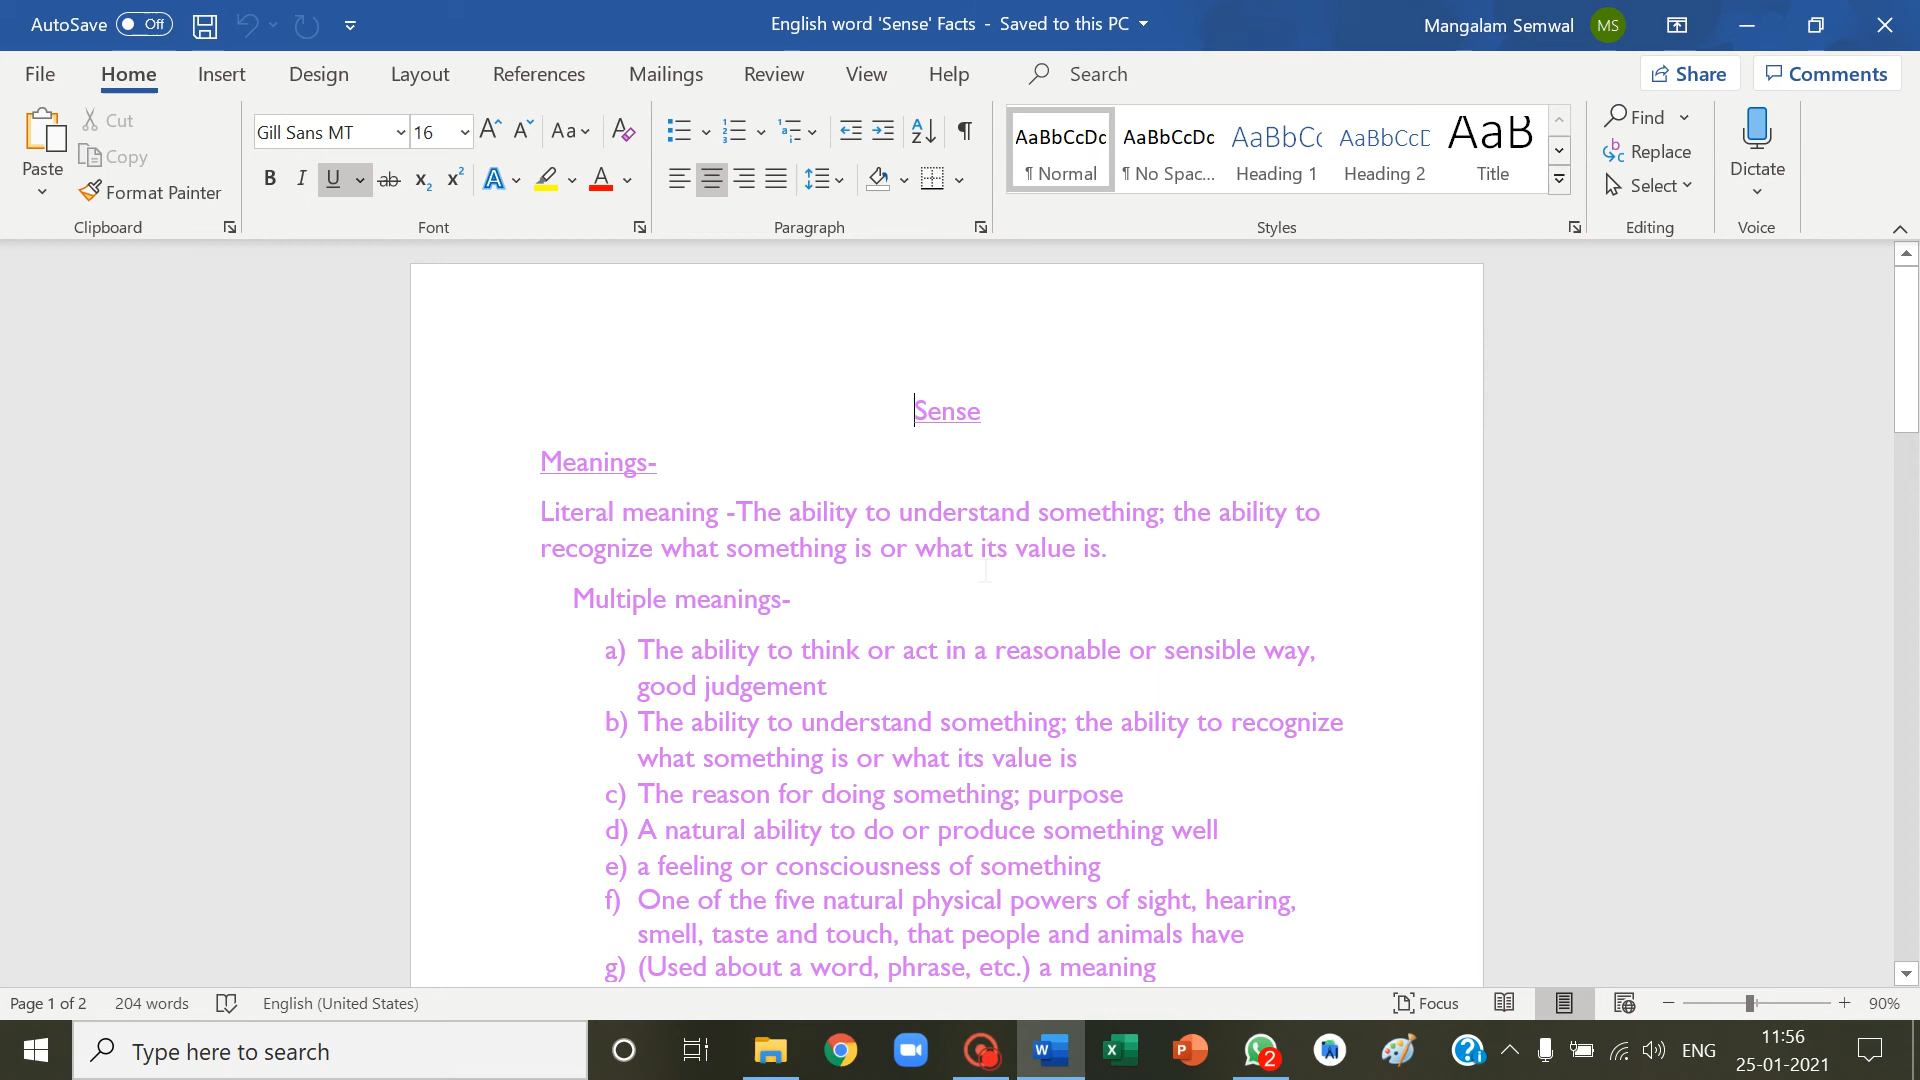 AutoSave Off English word 'Sense' Facts - Saved to this PC Mangalam Semwal MS
File Home Insert Design Layout References Mailings Review View Help Search Share Comments
Paste Cut Copy Format Painter
Clipboard
Gill Sans MT 16 Aa
B I U ab x₂ x² A A
Font
Paragraph
AaBbCcDc AaBbCcDc AaBbCc AaBbCcD AaB
¶ Normal ¶ No Spac... Heading 1 Heading 2 Title
Styles
Find
Replace
Select
Editing
Dictate
Voice
Sense
Meanings-
Literal meaning -The ability to understand something; the ability to
recognize what something is or what its value is.
Multiple meanings-
a) The ability to think or act in a reasonable or sensible way,
good judgement
b) The ability to understand something; the ability to recognize
what something is or what its value is
c) The reason for doing something; purpose
d) A natural ability to do or produce something well
e) a feeling or consciousness of something
f) One of the five natural physical powers of sight, hearing,
smell, taste and touch, that people and animals have
g) (Used about a word, phrase, etc.) a meaning
Page 1 of 2 204 words English (United States) Focus 90%
Type here to search 2 ENG 11:56
25-01-2021